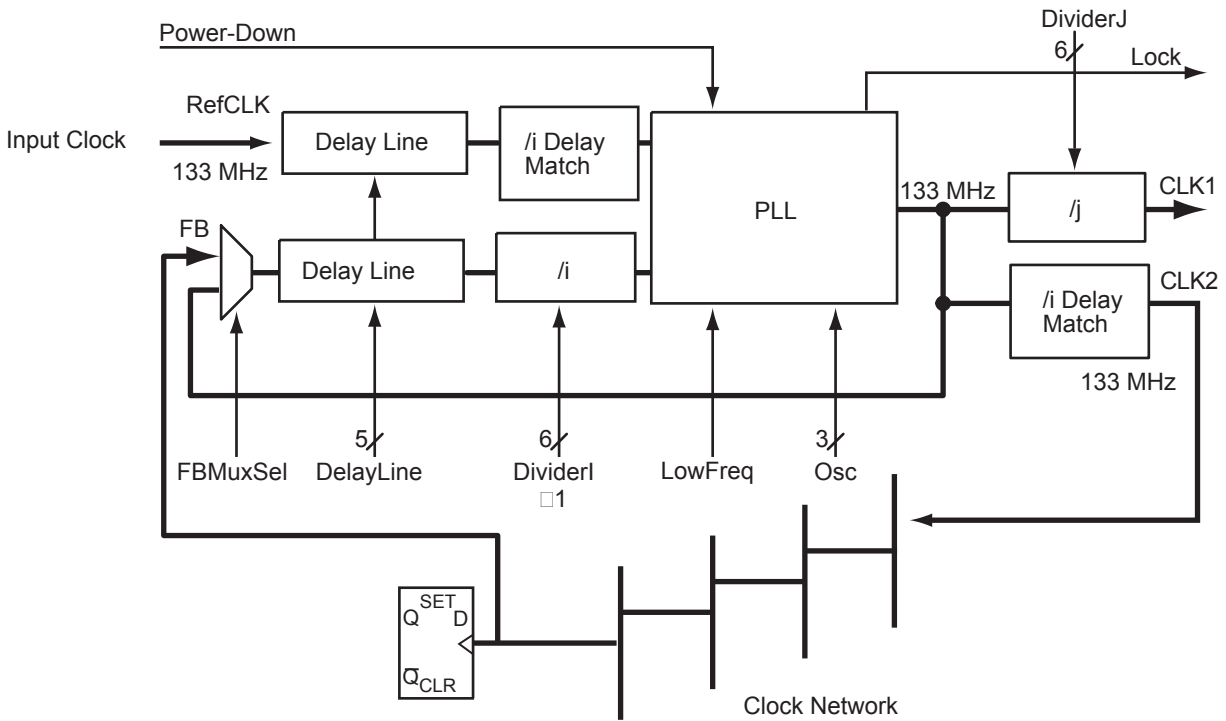 DividerJ
Power-Down
6
Lock
RefCLK
Input Clock
133 MHz
Delay Line
/i Delay
Match
PLL
133 MHz
/j
CLK1
FB
Delay Line
/i
/i Delay
Match
CLK2
133 MHz
5
6
3
FBMuxSel
DelayLine
DividerI
□1
LowFreq
Osc
SET
Q
D
Q̅
CLR
Clock Network